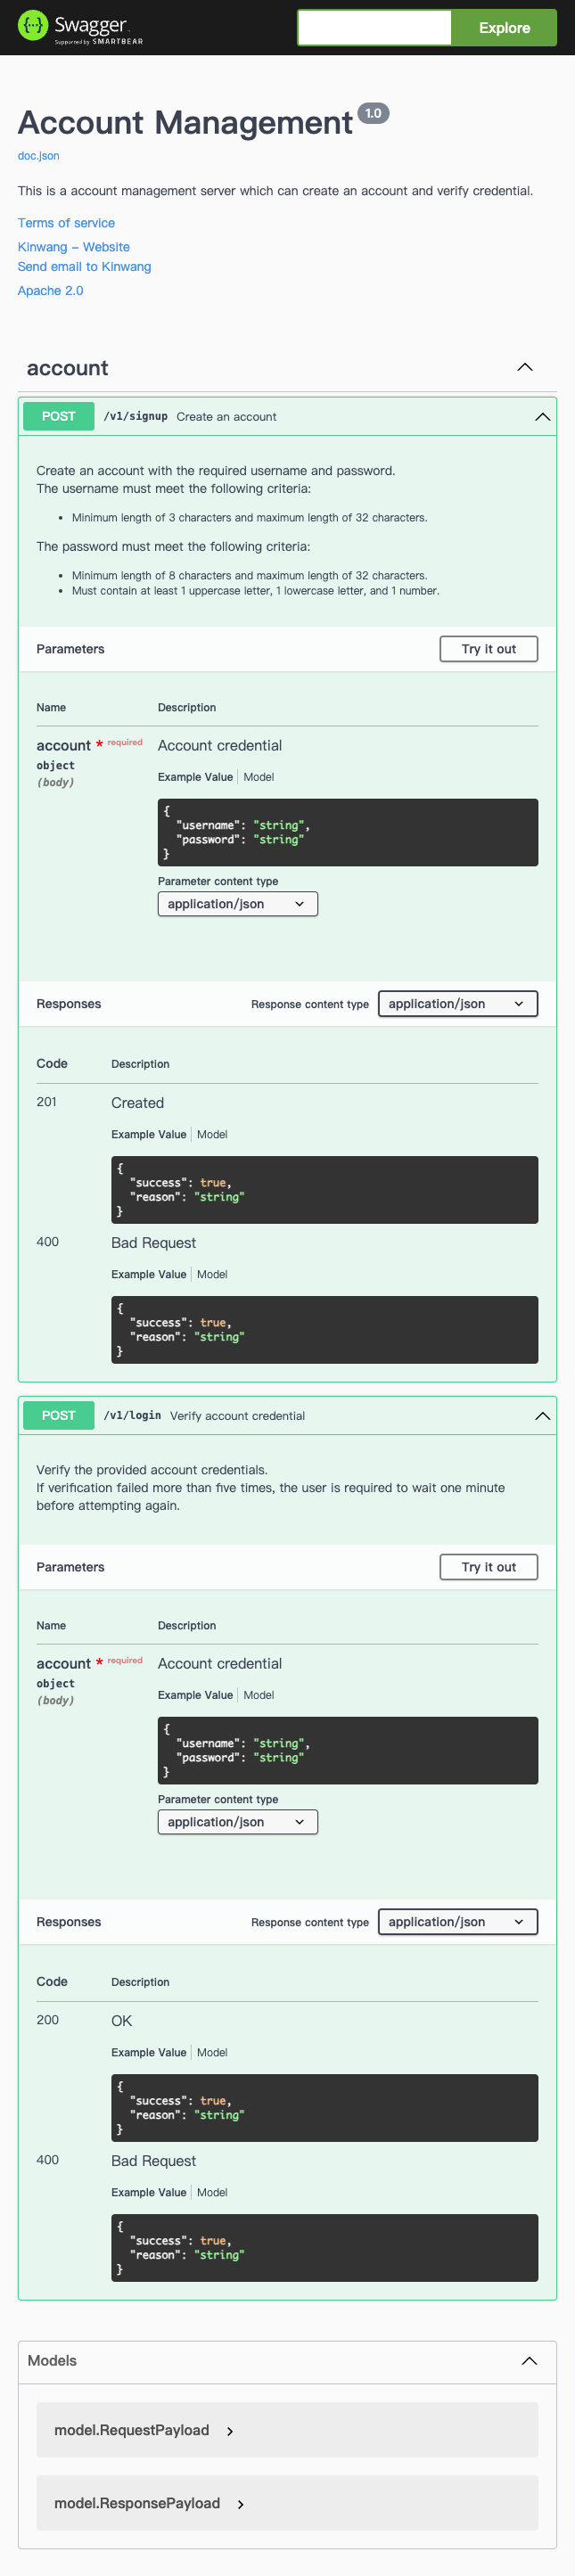 Swagger
Supported by SMARTBEAR
Explore
Account Management 1.0
doc.json
This is a account management server which can create an account and verify credential.
Terms of service
Kinwang - Website
Send email to Kinwang
Apache 2.0
account
POST /v1/signup Create an account
Create an account with the required username and password.
The username must meet the following criteria:
• Minimum length of 3 characters and maximum length of 32 characters.
The password must meet the following criteria:
• Minimum length of 8 characters and maximum length of 32 characters.
• Must contain at least 1 uppercase letter, 1 lowercase letter, and 1 number.
Parameters Try it out
Name Description
account * required Account credential
object
(body)
Example Value Model
{
"username": "string",
"password": "string"
}
Parameter content type
application/json
Responses Response content type application/json
Code Description
201 Created
Example Value Model
{
"success": true,
"reason": "string"
}
400 Bad Request
Example Value Model
{
"success": true,
"reason": "string"
}
POST /v1/login Verify account credential
Verify the provided account credentials.
If verification failed more than five times, the user is required to wait one minute
before attempting again.
Parameters Try it out
Name Description
account * required Account credential
object
(body)
Example Value Model
{
"username": "string",
"password": "string"
}
Parameter content type
application/json
Responses Response content type application/json
Code Description
200 OK
Example Value Model
{
"success": true,
"reason": "string"
}
400 Bad Request
Example Value Model
{
"success": true,
"reason": "string"
}
Models
model.RequestPayload
model.ResponsePayload